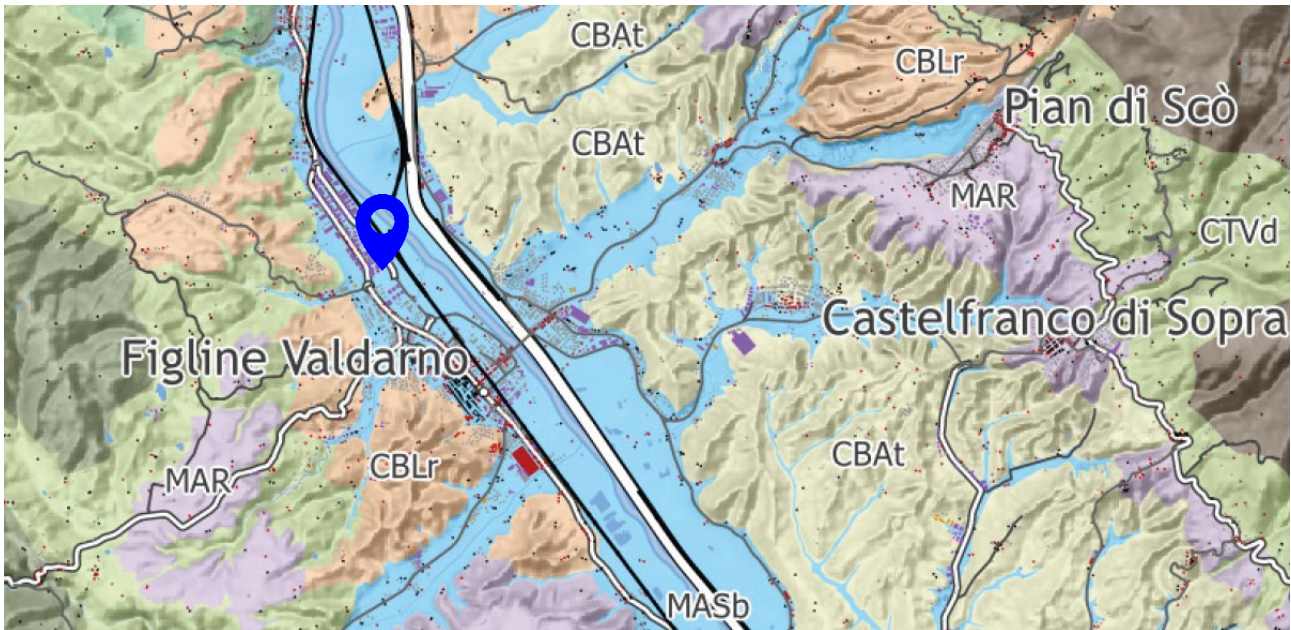 CBAt
CBLr
Pian di Scò
CBAt
MAR
CTVd
Castelfranco di Sopra
Figline Valdarno
CBAt
CBLr
MAR
MASb